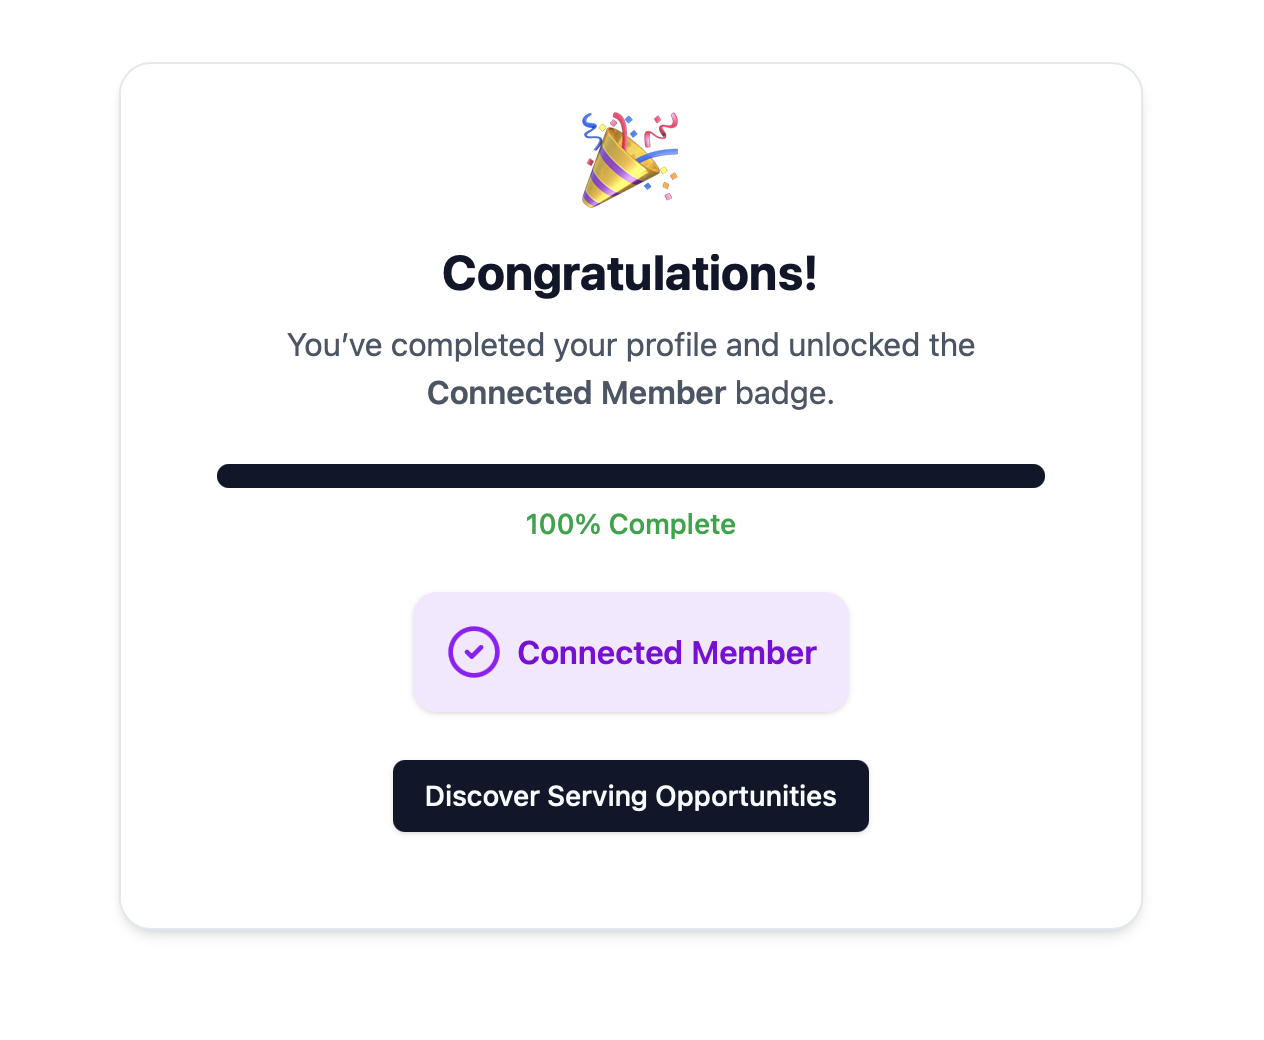 Congratulations!
You’ve completed your profile and unlocked the
Connected Member badge.
100% Complete
Connected Member
Discover Serving Opportunities